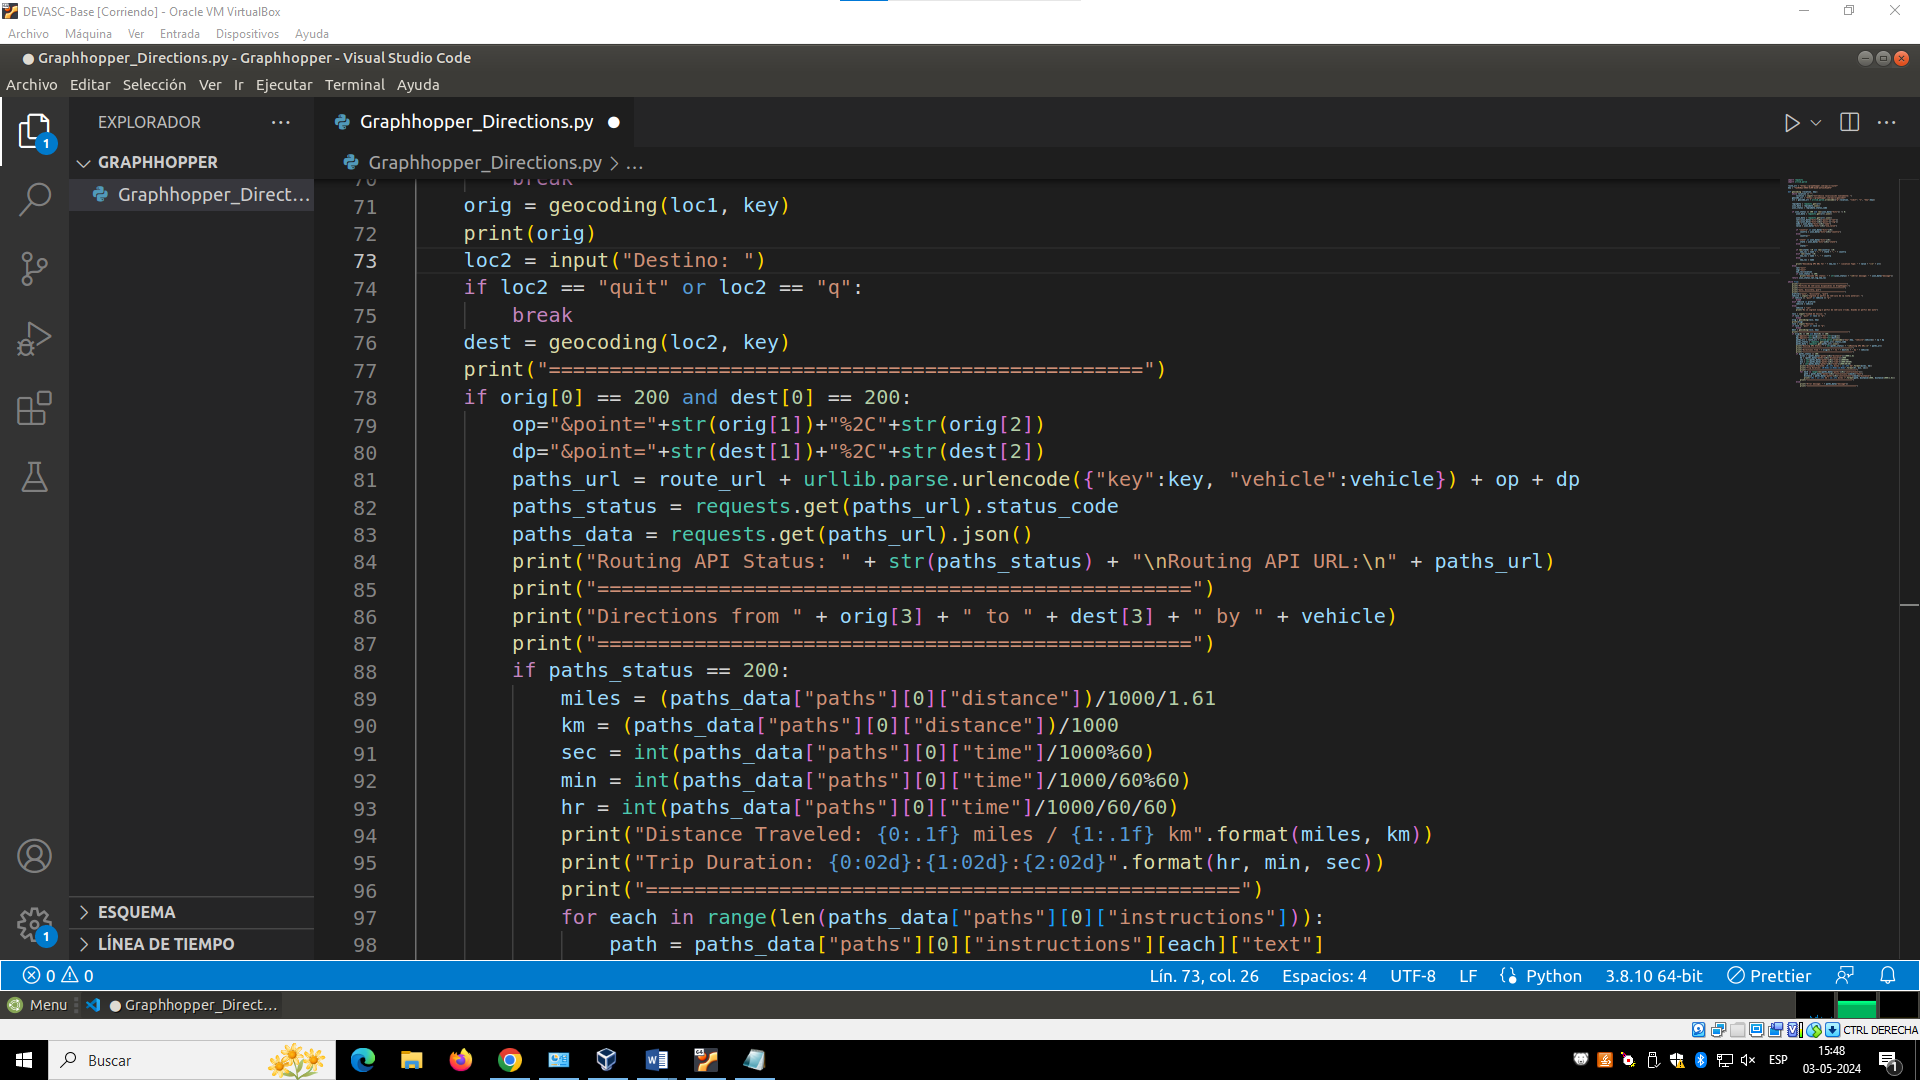 DEVASC-Base [Corriendo] - Oracle VM VirtualBox
Archivo Máquina Ver Entrada Dispositivos Ayuda
● Graphhopper_Directions.py - Graphhopper - Visual Studio Code
Archivo Editar Selección Ver Ir Ejecutar Terminal Ayuda
EXPLORADOR ...
GRAPHHOPPER
Graphhopper_Direct...
Graphhopper_Directions.py ●
Graphhopper_Directions.py > ...
70 break
71 orig = geocoding(loc1, key)
72 print(orig)
73 loc2 = input("Destino: ")
74 if loc2 == "quit" or loc2 == "q":
75 break
76 dest = geocoding(loc2, key)
77 print("=================================================")
78 if orig[0] == 200 and dest[0] == 200:
79 op="&point="+str(orig[1])+"%2C"+str(orig[2])
80 dp="&point="+str(dest[1])+"%2C"+str(dest[2])
81 paths_url = route_url + urllib.parse.urlencode({"key":key, "vehicle":vehicle}) + op + dp
82 paths_status = requests.get(paths_url).status_code
83 paths_data = requests.get(paths_url).json()
84 print("Routing API Status: " + str(paths_status) + "\nRouting API URL:\n" + paths_url)
85 print("=================================================")
86 print("Directions from " + orig[3] + " to " + dest[3] + " by " + vehicle)
87 print("=================================================")
88 if paths_status == 200:
89 miles = (paths_data["paths"][0]["distance"])/1000/1.61
90 km = (paths_data["paths"][0]["distance"])/1000
91 sec = int(paths_data["paths"][0]["time"]/1000%60)
92 min = int(paths_data["paths"][0]["time"]/1000/60%60)
93 hr = int(paths_data["paths"][0]["time"]/1000/60/60)
94 print("Distance Traveled: {0:.1f} miles / {1:.1f} km".format(miles, km))
95 print("Trip Duration: {0:02d}:{1:02d}:{2:02d}".format(hr, min, sec))
96 print("=================================================")
97 for each in range(len(paths_data["paths"][0]["instructions"])):
98 path = paths_data["paths"][0]["instructions"][each]["text"]
1
1
ESQUEMA
LÍNEA DE TIEMPO
0 0
Lín. 73, col. 26 Espacios: 4 UTF-8 LF Python 3.8.10 64-bit Prettier
Menu ● Graphhopper_Direct...
CTRL DERECHA
Buscar
ESP
15:48
03-05-2024
1